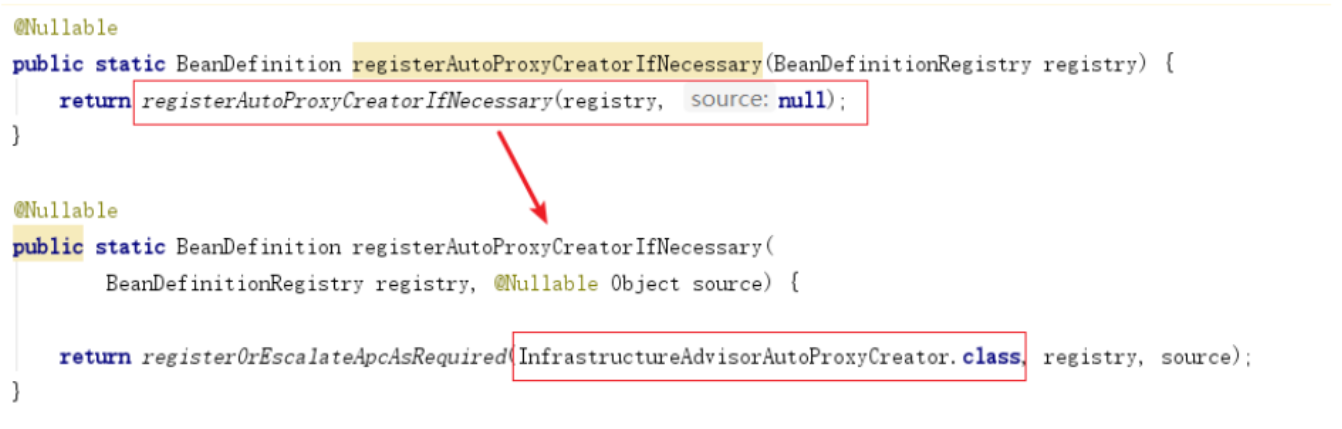 @Nullable
public static BeanDefinition registerAutoProxyCreatorIfNecessary(BeanDefinitionRegistry registry) {
return registerAutoProxyCreatorIfNecessary(registry, source: null);
}
@Nullable
public static BeanDefinition registerAutoProxyCreatorIfNecessary(
BeanDefinitionRegistry registry, @Nullable Object source) {
return registerOrEscalateApcAsRequired(InfrastructureAdvisorAutoProxyCreator.class, registry, source);
}